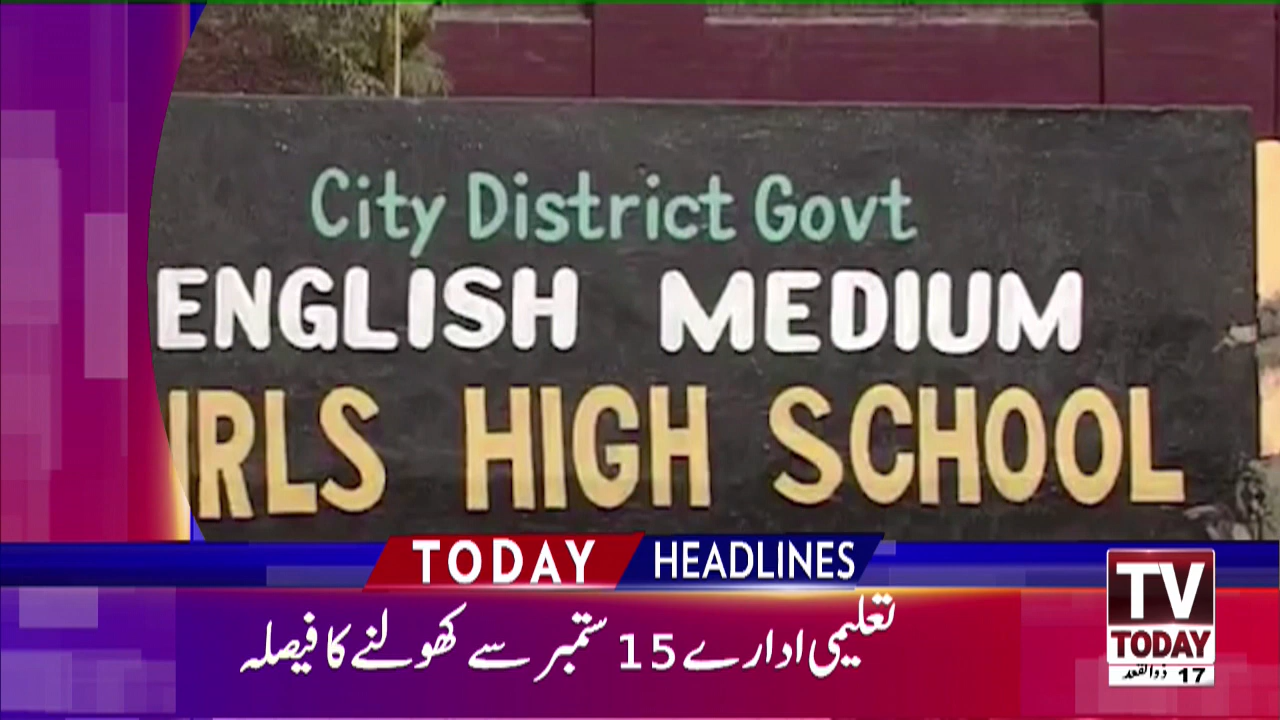 City District Govt
ENGLISH MEDIUM
IRLS HIGH SCHOOL
TODAY HEADLINES
تعلیمی ادارے 15 ستمبر سے کھولنے کا فیصلہ
TV
TODAY
17 ذوالقعد